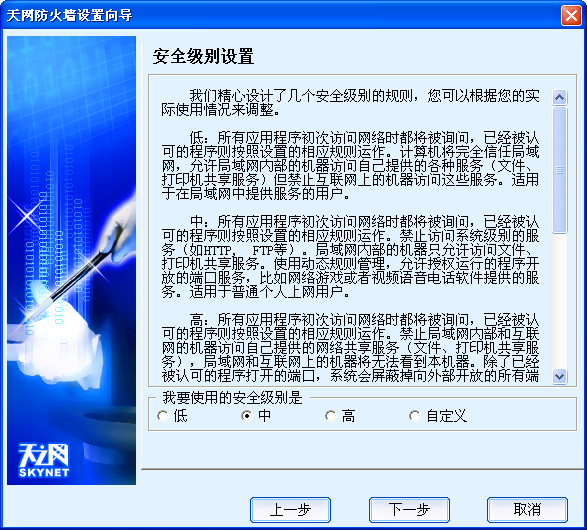 天网防火墙设置向导
安全级别设置
我们精心设计了几个安全级别的规则，您可以根据您的实
际使用情况来调整。
低：所有应用程序初次访问网络时都将被询问，已经被认
可的程序则按照设置的相应规则运作。计算机将完全信任局域
网，允许局域网内部的机器访问自己提供的各种服务（文件、
打印机共享服务）但禁止互联网上的机器访问这些服务。适用
于在局域网中提供服务的用户。
中：所有应用程序初次访问网络时都将被询问，已经被认
可的程序则按照设置的相应规则运作。禁止访问系统级别的服
务（如HTTP， FTP等）。局域网内部的机器只允许访问文件、
打印机共享服务。使用动态规则管理，允许授权运行的程序开
放的端口服务，比如网络游戏或者视频语音电话软件提供的服
务。适用于普通个人上网用户。
高：所有应用程序初次访问网络时都将被询问，已经被认
可的程序则按照设置的相应规则运作。禁止局域网内部和互联
网的机器访问自己提供的网络共享服务（文件、打印机共享服
务），局域网和互联网上的机器将无法看到本机器。除了已经
被认可的程序打开的端口，系统会屏蔽掉向外部开放的所有端
我要使用的安全级别是
低 中 高 自定义
天网
SKYNET
上一步 下一步 取消